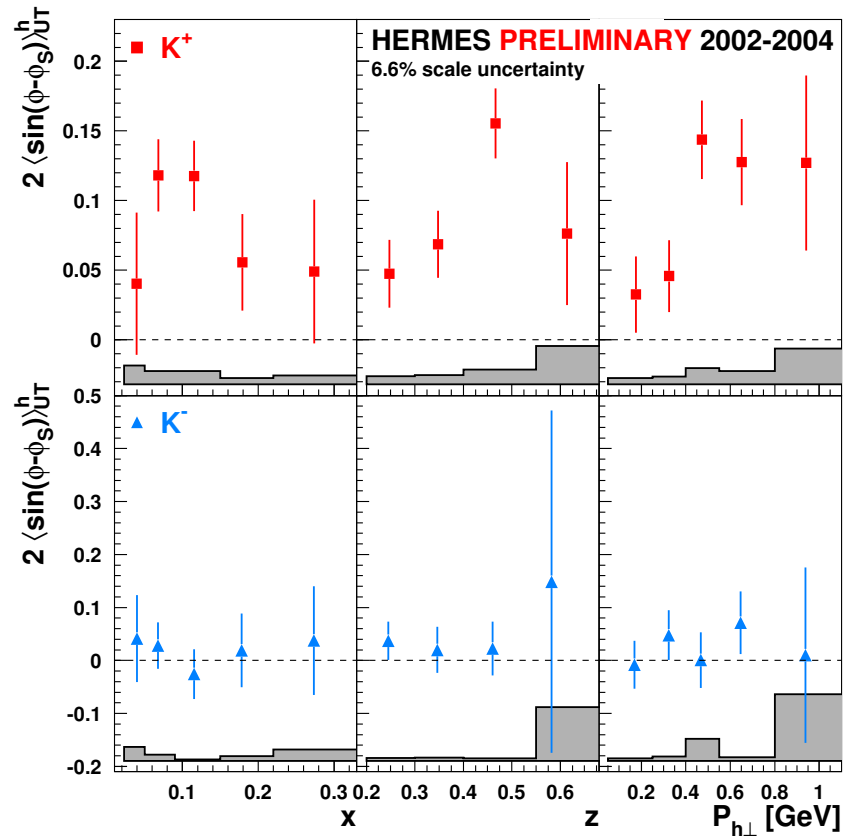 2 ⟨sin(ϕ-ϕS)⟩hUT
K+
HERMES PRELIMINARY 2002-2004
6.6% scale uncertainty
0.2
0.15
0.1
0.05
0
2 ⟨sin(ϕ-ϕS)⟩hUT
K-
0.5
0.4
0.3
0.2
0.1
0
-0.1
-0.2
0.1 0.2 0.3
0.2 0.3 0.4 0.5 0.6
0.2 0.4 0.6 0.8 1
x
z
Ph⊥ [GeV]